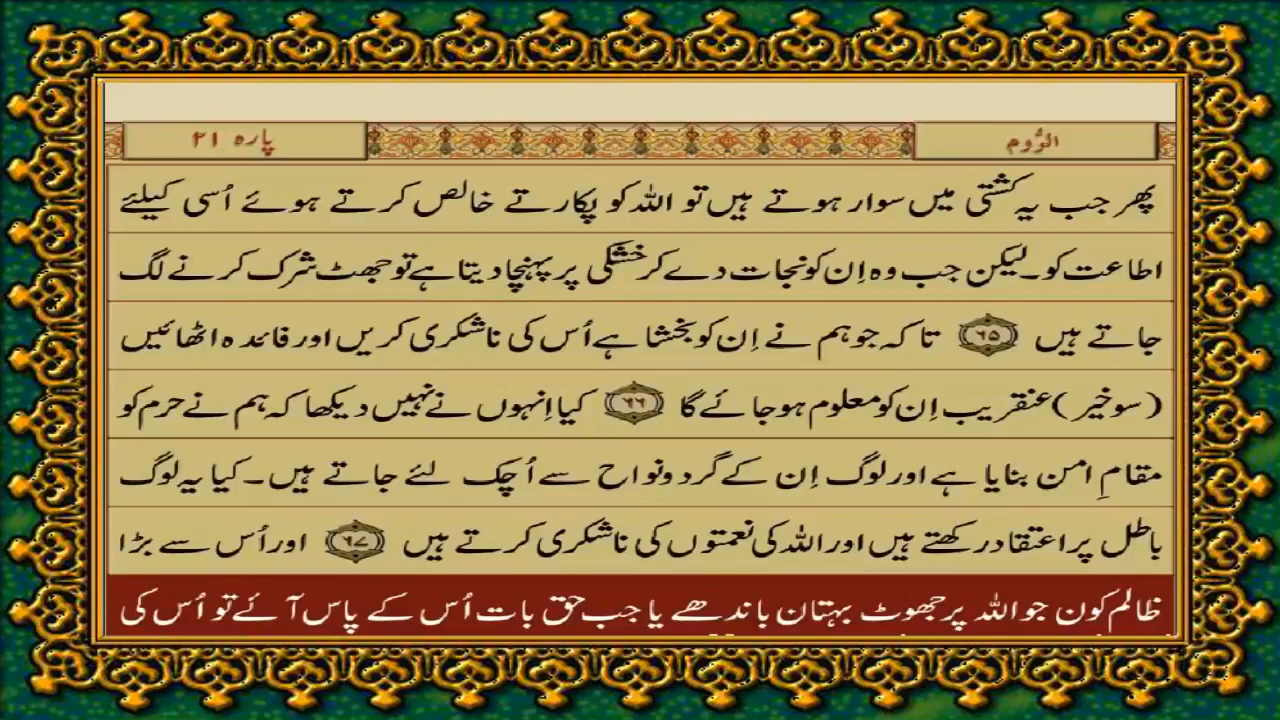 الرُّوم
پارہ ۲۱
پھر جب یہ کشتی میں سوار ہوتے ہیں تو اللہ کو پکارتے خالص کرتے ہوئے اُسی کیلئے
اطاعت کو۔ لیکن جب وہ اِن کو نجات دے کر خشکی پر پہنچا دیتا ہے تو جھٹ شرک کرنے لگ
جاتے ہیں ۶۵ تا کہ جو ہم نے اِن کو بخشا ہے اُس کی ناشکری کریں اور فائدہ اٹھائیں
(سو خیر) عنقریب اِن کو معلوم ہو جائے گا ۶۶ کیا اِنہوں نے نہیں دیکھا کہ ہم نے حرم کو
مقامِ امن بنایا ہے اور لوگ اِن کے گرد ونواح سے اُچک لئے جاتے ہیں۔ کیا یہ لوگ
باطل پر اعتقاد رکھتے ہیں اور اللہ کی نعمتوں کی ناشکری کرتے ہیں ۶۷ اور اُس سے بڑا
ظالم کون جو اللہ پر جھوٹ بہتان باندھے یا جب حق بات اُس کے پاس آئے تو اُس کی